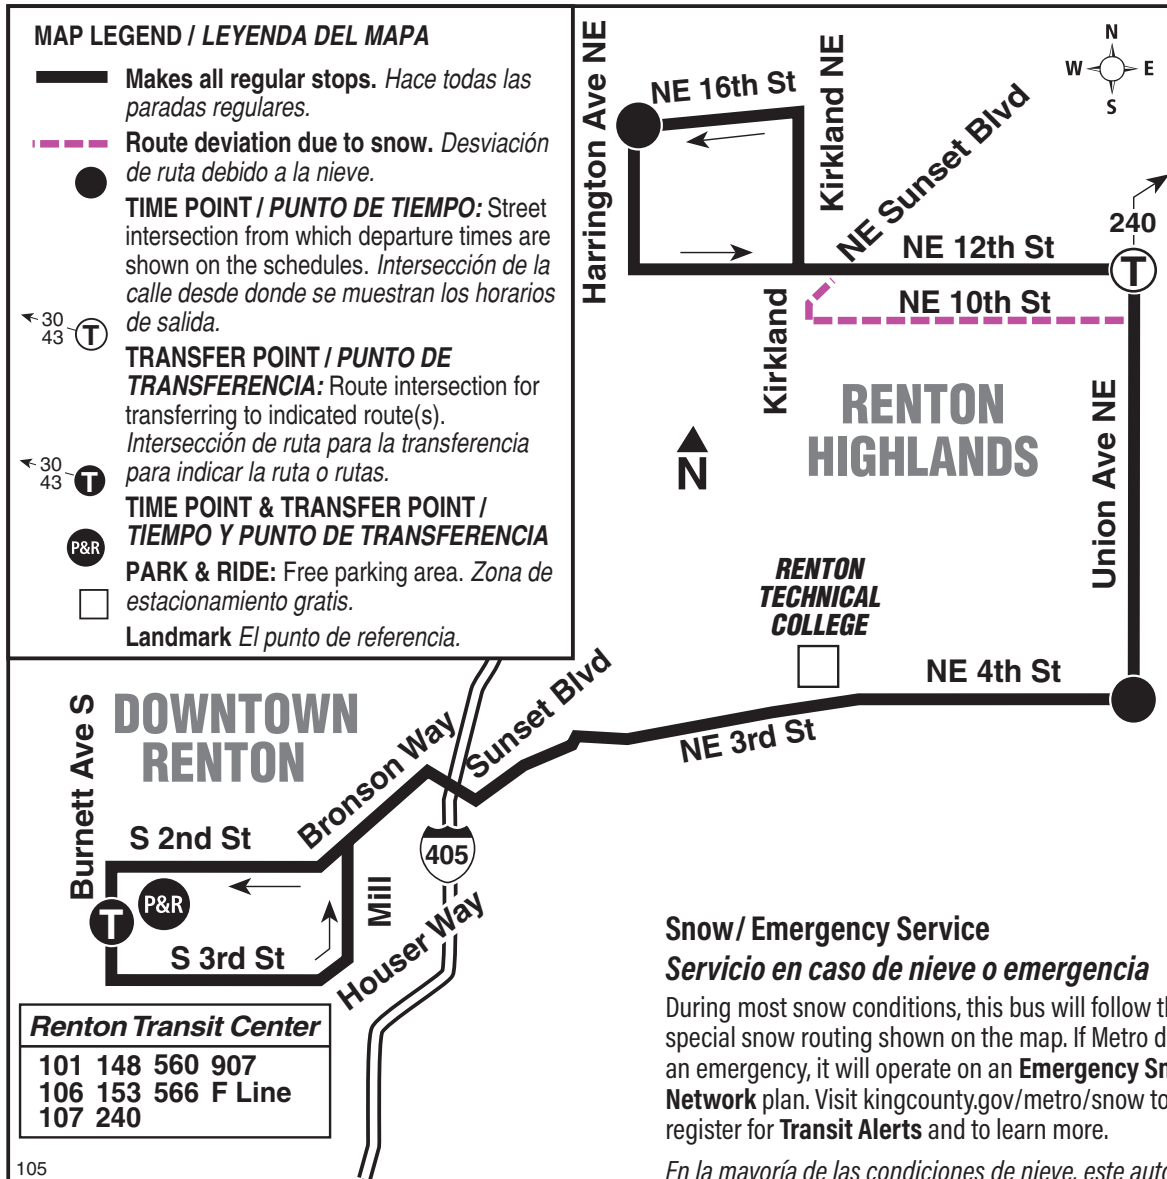 MAP LEGEND / LEYENDA DEL MAPA
Makes all regular stops. Hace todas las
paradas regulares.
Route deviation due to snow. Desviación
de ruta debido a la nieve.
TIME POINT / PUNTO DE TIEMPO: Street
intersection from which departure times are
shown on the schedules. Intersección de la
calle desde donde se muestran los horarios
de salida.
30
43 T
TRANSFER POINT / PUNTO DE
TRANSFERENCIA: Route intersection for
transferring to indicated route(s).
Intersección de ruta para la transferencia
para indicar la ruta o rutas.
30
43 T
TIME POINT & TRANSFER POINT /
TIEMPO Y PUNTO DE TRANSFERENCIA
P&R
PARK & RIDE: Free parking area. Zona de
estacionamiento gratis.
Landmark El punto de referencia.
Harrington Ave NE
NE 16th St
Kirkland NE
NE Sunset Blvd
N
W E
S
240
NE 12th St
T
NE 10th St
Kirkland
RENTON
HIGHLANDS
N
Union Ave NE
RENTON
TECHNICAL
COLLEGE
NE 4th St
NE 3rd St
Sunset Blvd
Bronson Way
DOWNTOWN
RENTON
Burnett Ave S
S 2nd St
405
P&R
T
Mill
S 3rd St
Houser Way
Renton Transit Center
101 148 560 907
106 153 566 F Line
107 240
105
Snow/ Emergency Service
Servicio en caso de nieve o emergencia
During most snow conditions, this bus will follow th
special snow routing shown on the map. If Metro d
an emergency, it will operate on an Emergency Sn
Network plan. Visit kingcounty.gov/metro/snow to
register for Transit Alerts and to learn more.
En la mayoría de las condiciones de nieve, este auto